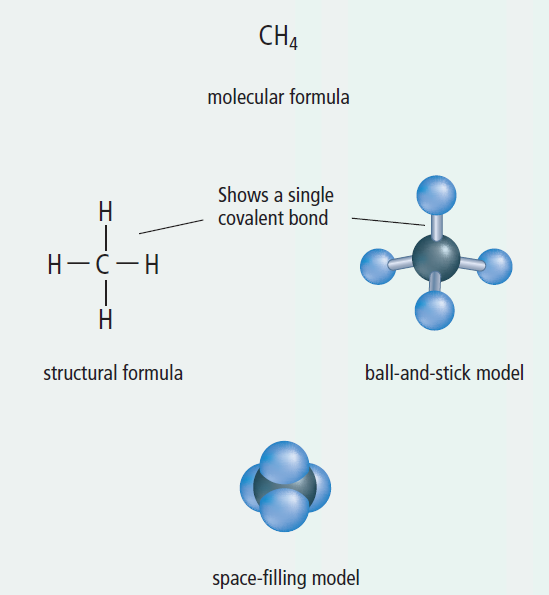 CH₄
molecular formula
Shows a single
covalent bond
H
H—C—H
H
structural formula
ball-and-stick model
space-filling model